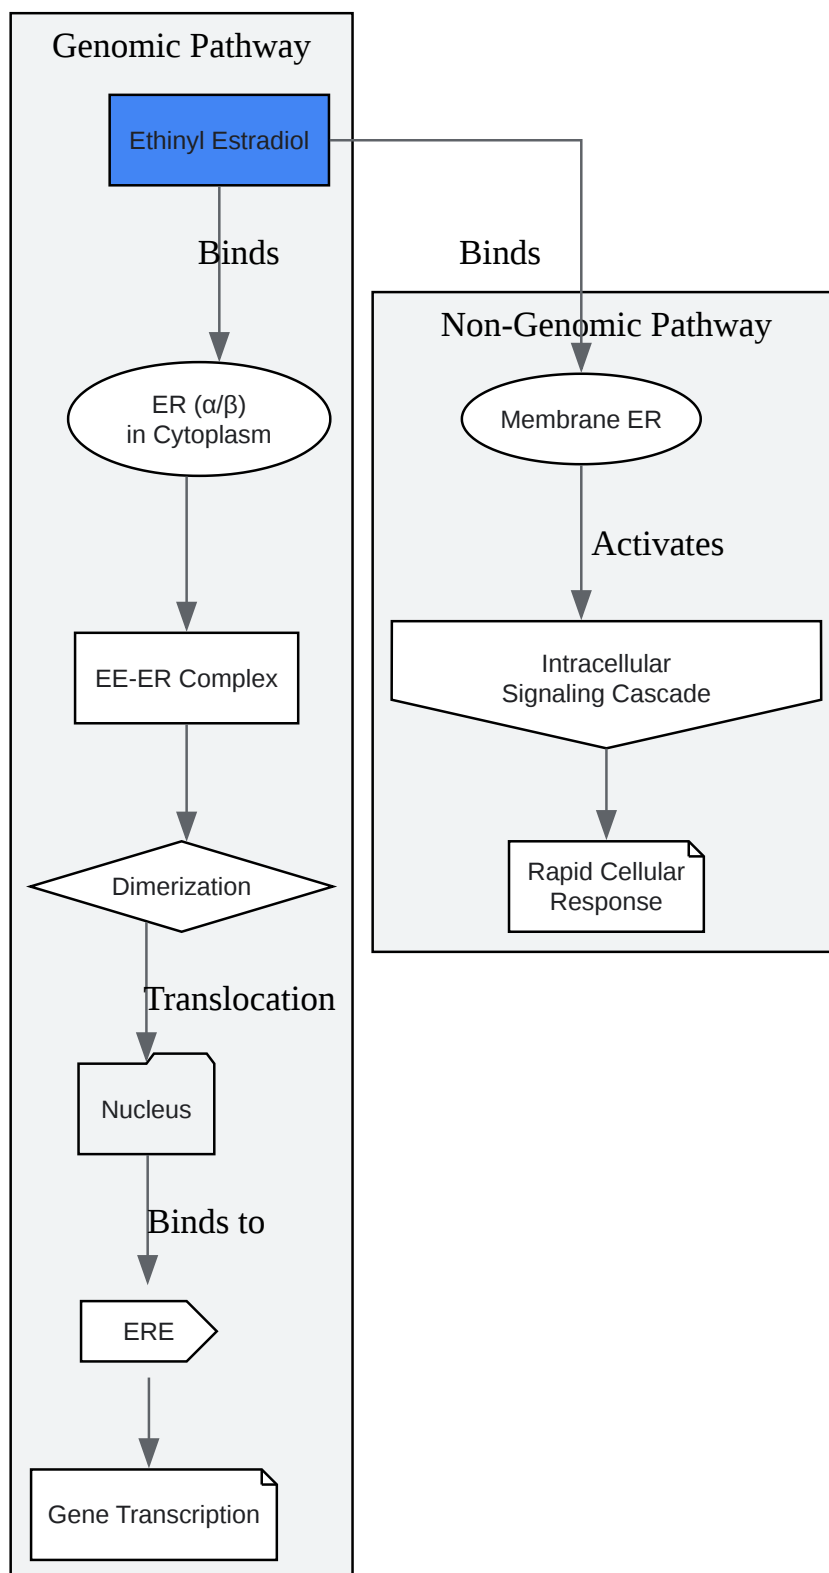 Genomic Pathway
Ethinyl Estradiol
Binds
Binds
Non-Genomic Pathway
ER (α/β)
in Cytoplasm
Membrane ER
Activates
EE-ER Complex
Intracellular
Signaling Cascade
Dimerization
Rapid Cellular
Response
Translocation
Nucleus
Binds to
ERE
Gene Transcription